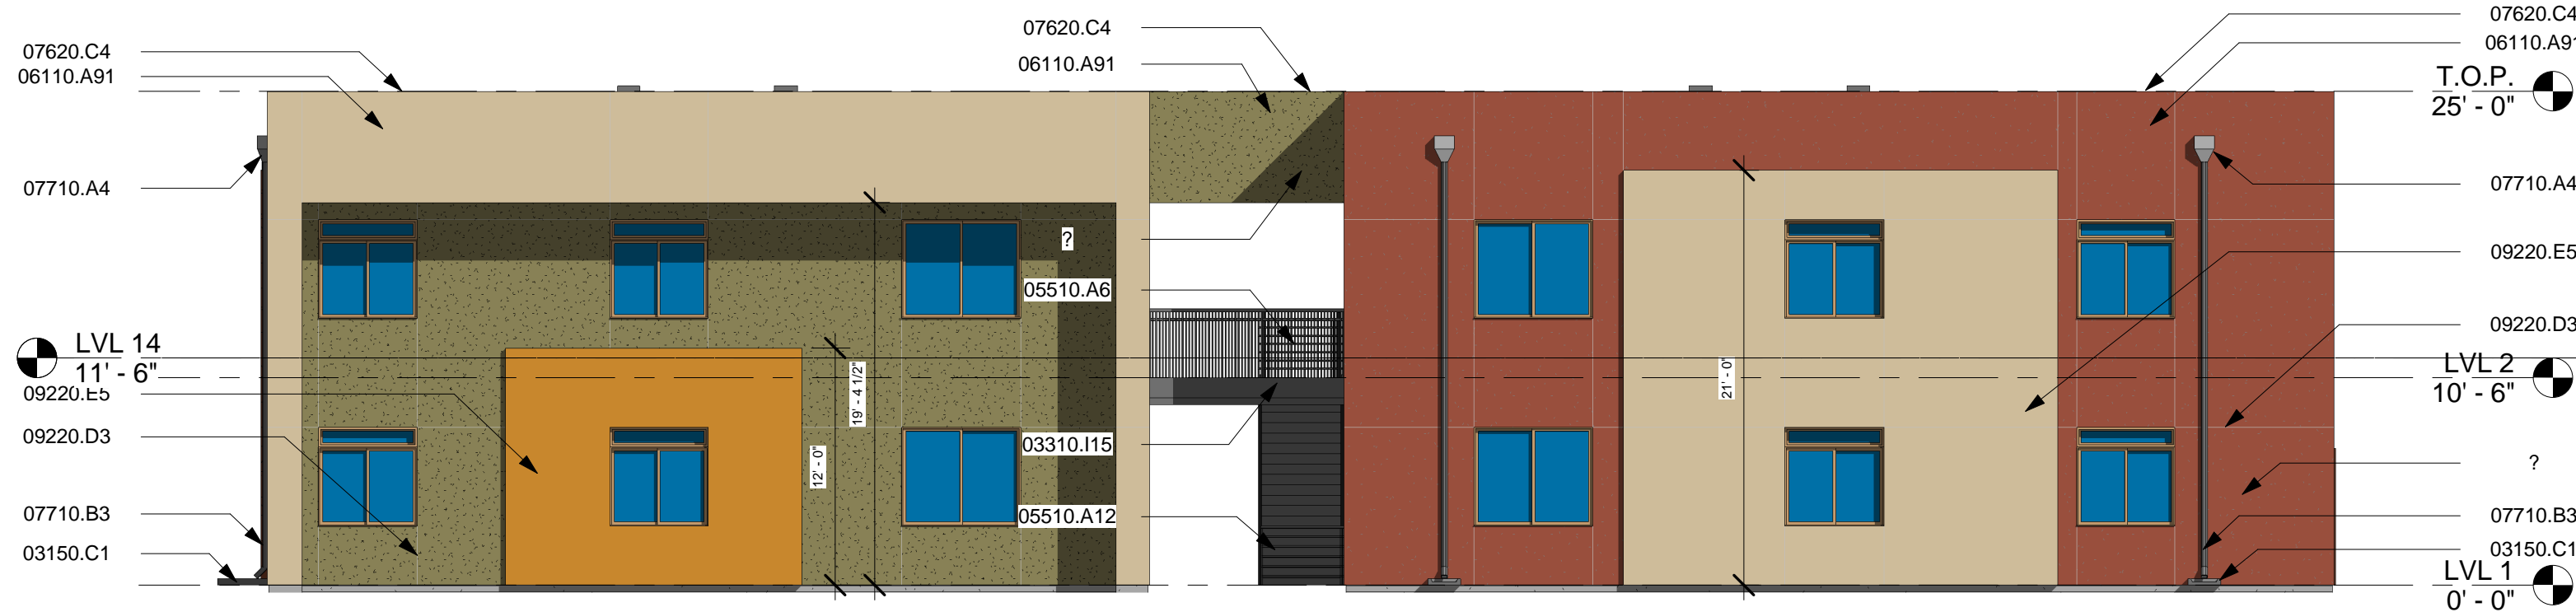 07620.C4
06110.A91
07710.A4
LVL 14
11' - 6"
09220.E5
09220.D3
07710.B3
03150.C1
12' - 0"
19' - 4 1/2"
07620.C4
06110.A91
?
05510.A6
03310.I15
05510.A12
21' - 0"
07620.C4
06110.A91
T.O.P.
25' - 0"
07710.A4
09220.E5
09220.D3
LVL 2
10' - 6"
?
07710.B3
03150.C1
LVL 1
0' - 0"